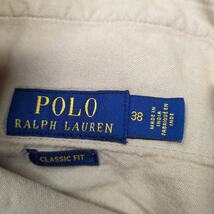 POLO
RALPH LAUREN
38
MADE IN
INDIA
FABRIQUÉ EN
INDE
CLASSIC FIT